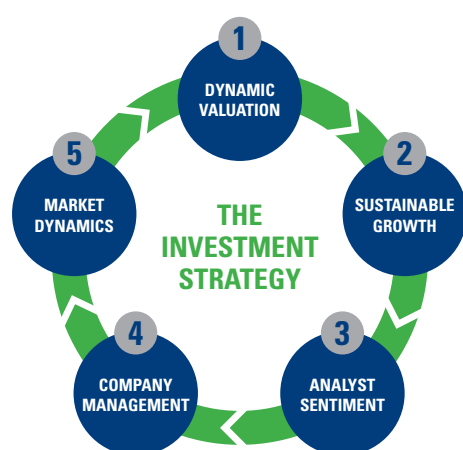 1
DYNAMIC
VALUATION
2
SUSTAINABLE
GROWTH
3
ANALYST
SENTIMENT
4
COMPANY
MANAGEMENT
5
MARKET
DYNAMICS
THE
INVESTMENT
STRATEGY